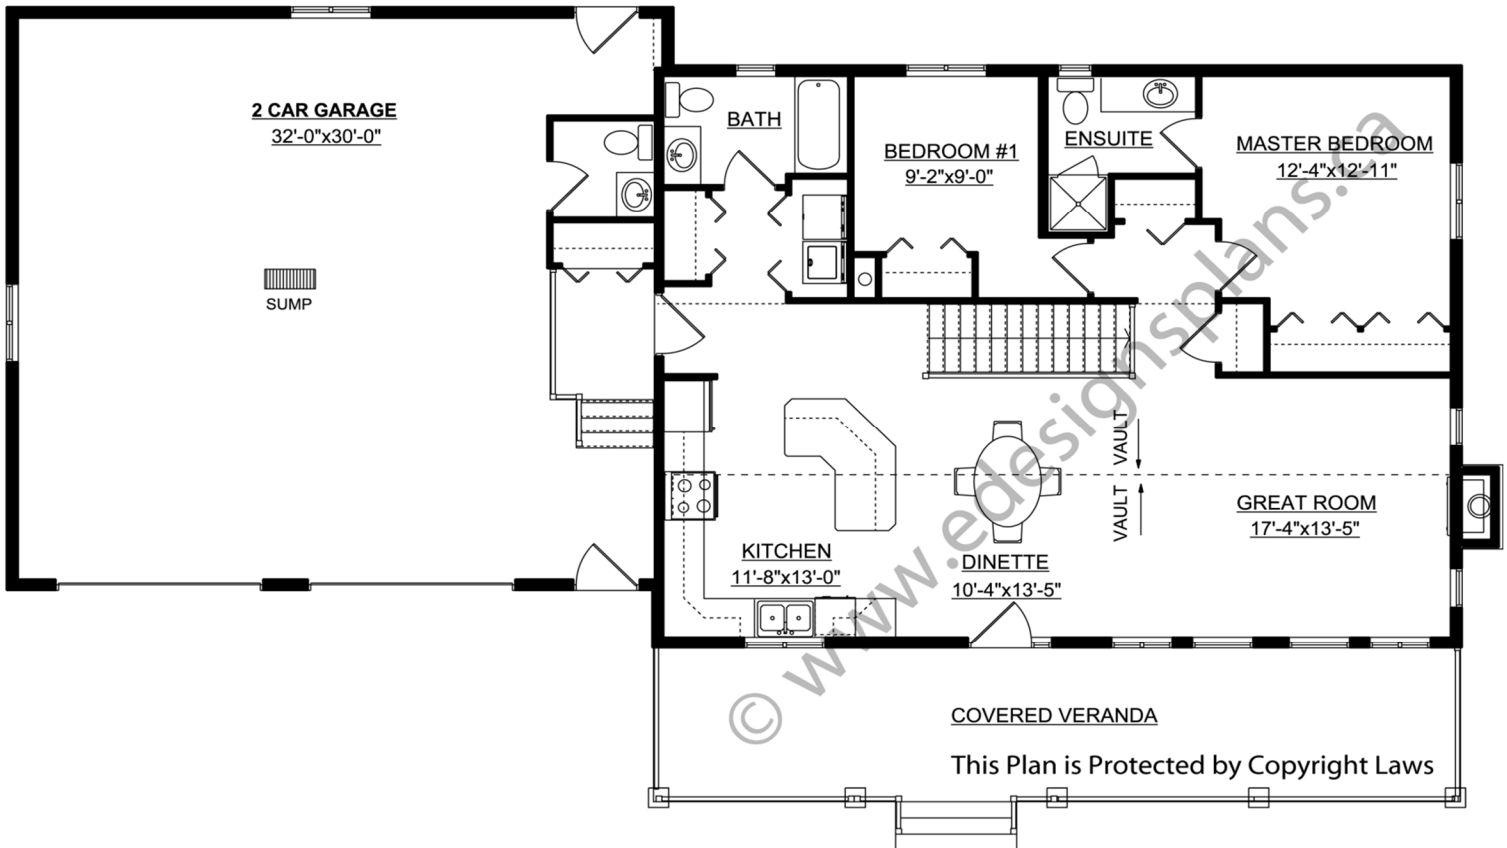 2 CAR GARAGE
32'-0"x30'-0"
SUMP
BATH
BEDROOM #1
9'-2"x9'-0"
ENSUITE
MASTER BEDROOM
12'-4"x12'-11"
KITCHEN
11'-8"x13'-0"
DINETTE
10'-4"x13'-5"
VAULT
VAULT
GREAT ROOM
17'-4"x13'-5"
COVERED VERANDA
This Plan is Protected by Copyright Laws
© www.edesignsplans.ca